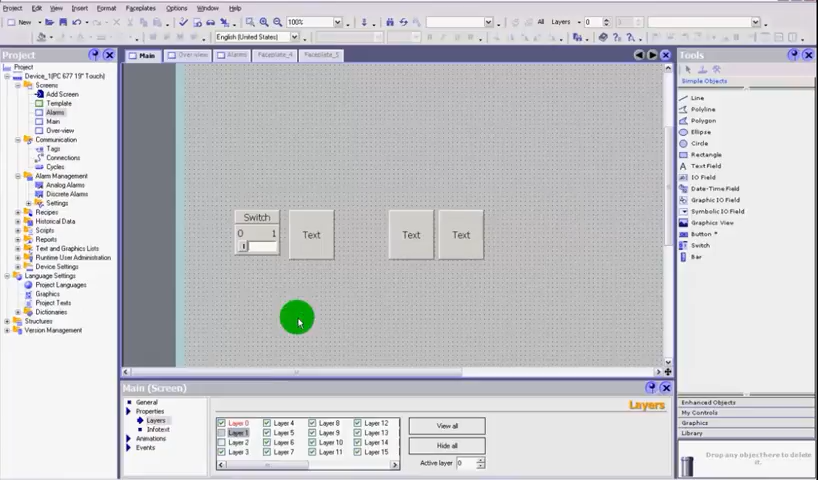 Project Edit View Insert Format Faceplates Options Window Help
New 100% All Layers 0
English (United States)
Project
Main Over-view Alarms Faceplate_4 Faceplate_5
Tools
Project
Device_1(PC 677 19" Touch)
Screens
Add Screen
Template
Alarms
Main
Over-view
Communication
Tags
Connections
Cycles
Alarm Management
Analog Alarms
Discrete Alarms
Settings
Recipes
Historical Data
Scripts
Reports
Text and Graphics Lists
Runtime User Administration
Device Settings
Language Settings
Project Languages
Graphics
Project Texts
Dictionaries
Structures
Version Management
Switch
0 1
Text
Text
Text
Simple Objects
Line
Polyline
Polygon
Ellipse
Circle
Rectangle
Text Field
IO Field
Date-Time Field
Graphic IO Field
Symbolic IO Field
Graphics View
Button
Switch
Bar
Enhanced Objects
My Controls
Graphics
Library
Drop any object here to delete
it.
Main (Screen)
Layers
General
Properties
Layers
Infotext
Animations
Events
Layer 0 Layer 4 Layer 8 Layer 12
Layer 1 Layer 5 Layer 9 Layer 13
Layer 2 Layer 6 Layer 10 Layer 14
Layer 3 Layer 7 Layer 11 Layer 15
View all
Hide all
Active layer 0